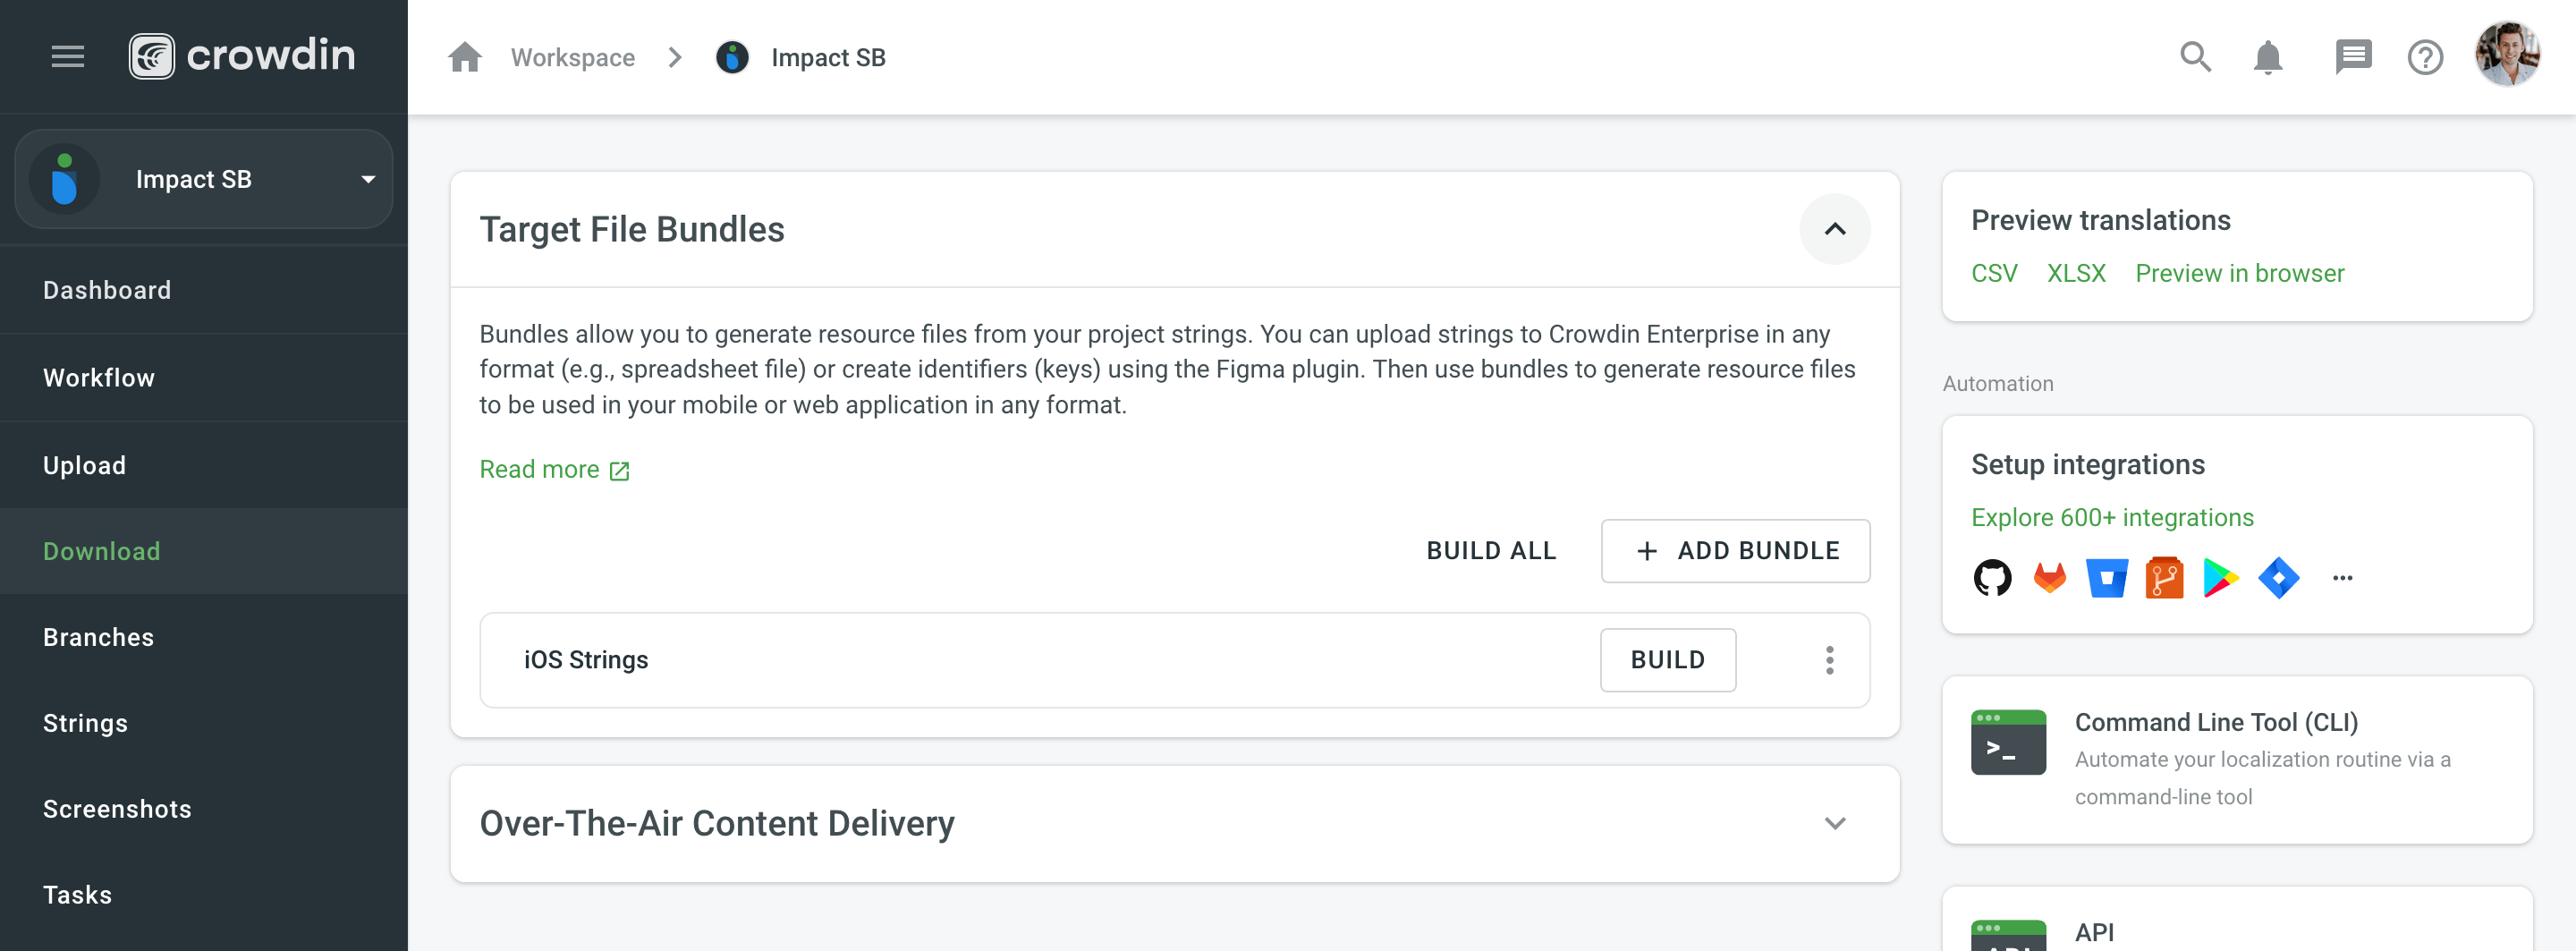 crowdin
Workspace
Impact SB
Impact SB
Dashboard
Workflow
Upload
Download
Branches
Strings
Screenshots
Tasks
Target File Bundles
Bundles allow you to generate resource files from your project strings. You can upload strings to Crowdin Enterprise in any
format (e.g., spreadsheet file) or create identifiers (keys) using the Figma plugin. Then use bundles to generate resource files
to be used in your mobile or web application in any format.
Read more
BUILD ALL
+ ADD BUNDLE
iOS Strings
BUILD
Over-The-Air Content Delivery
Preview translations
CSV XLSX Preview in browser
Automation
Setup integrations
Explore 600+ integrations
Command Line Tool (CLI)
Automate your localization routine via a
command-line tool
API